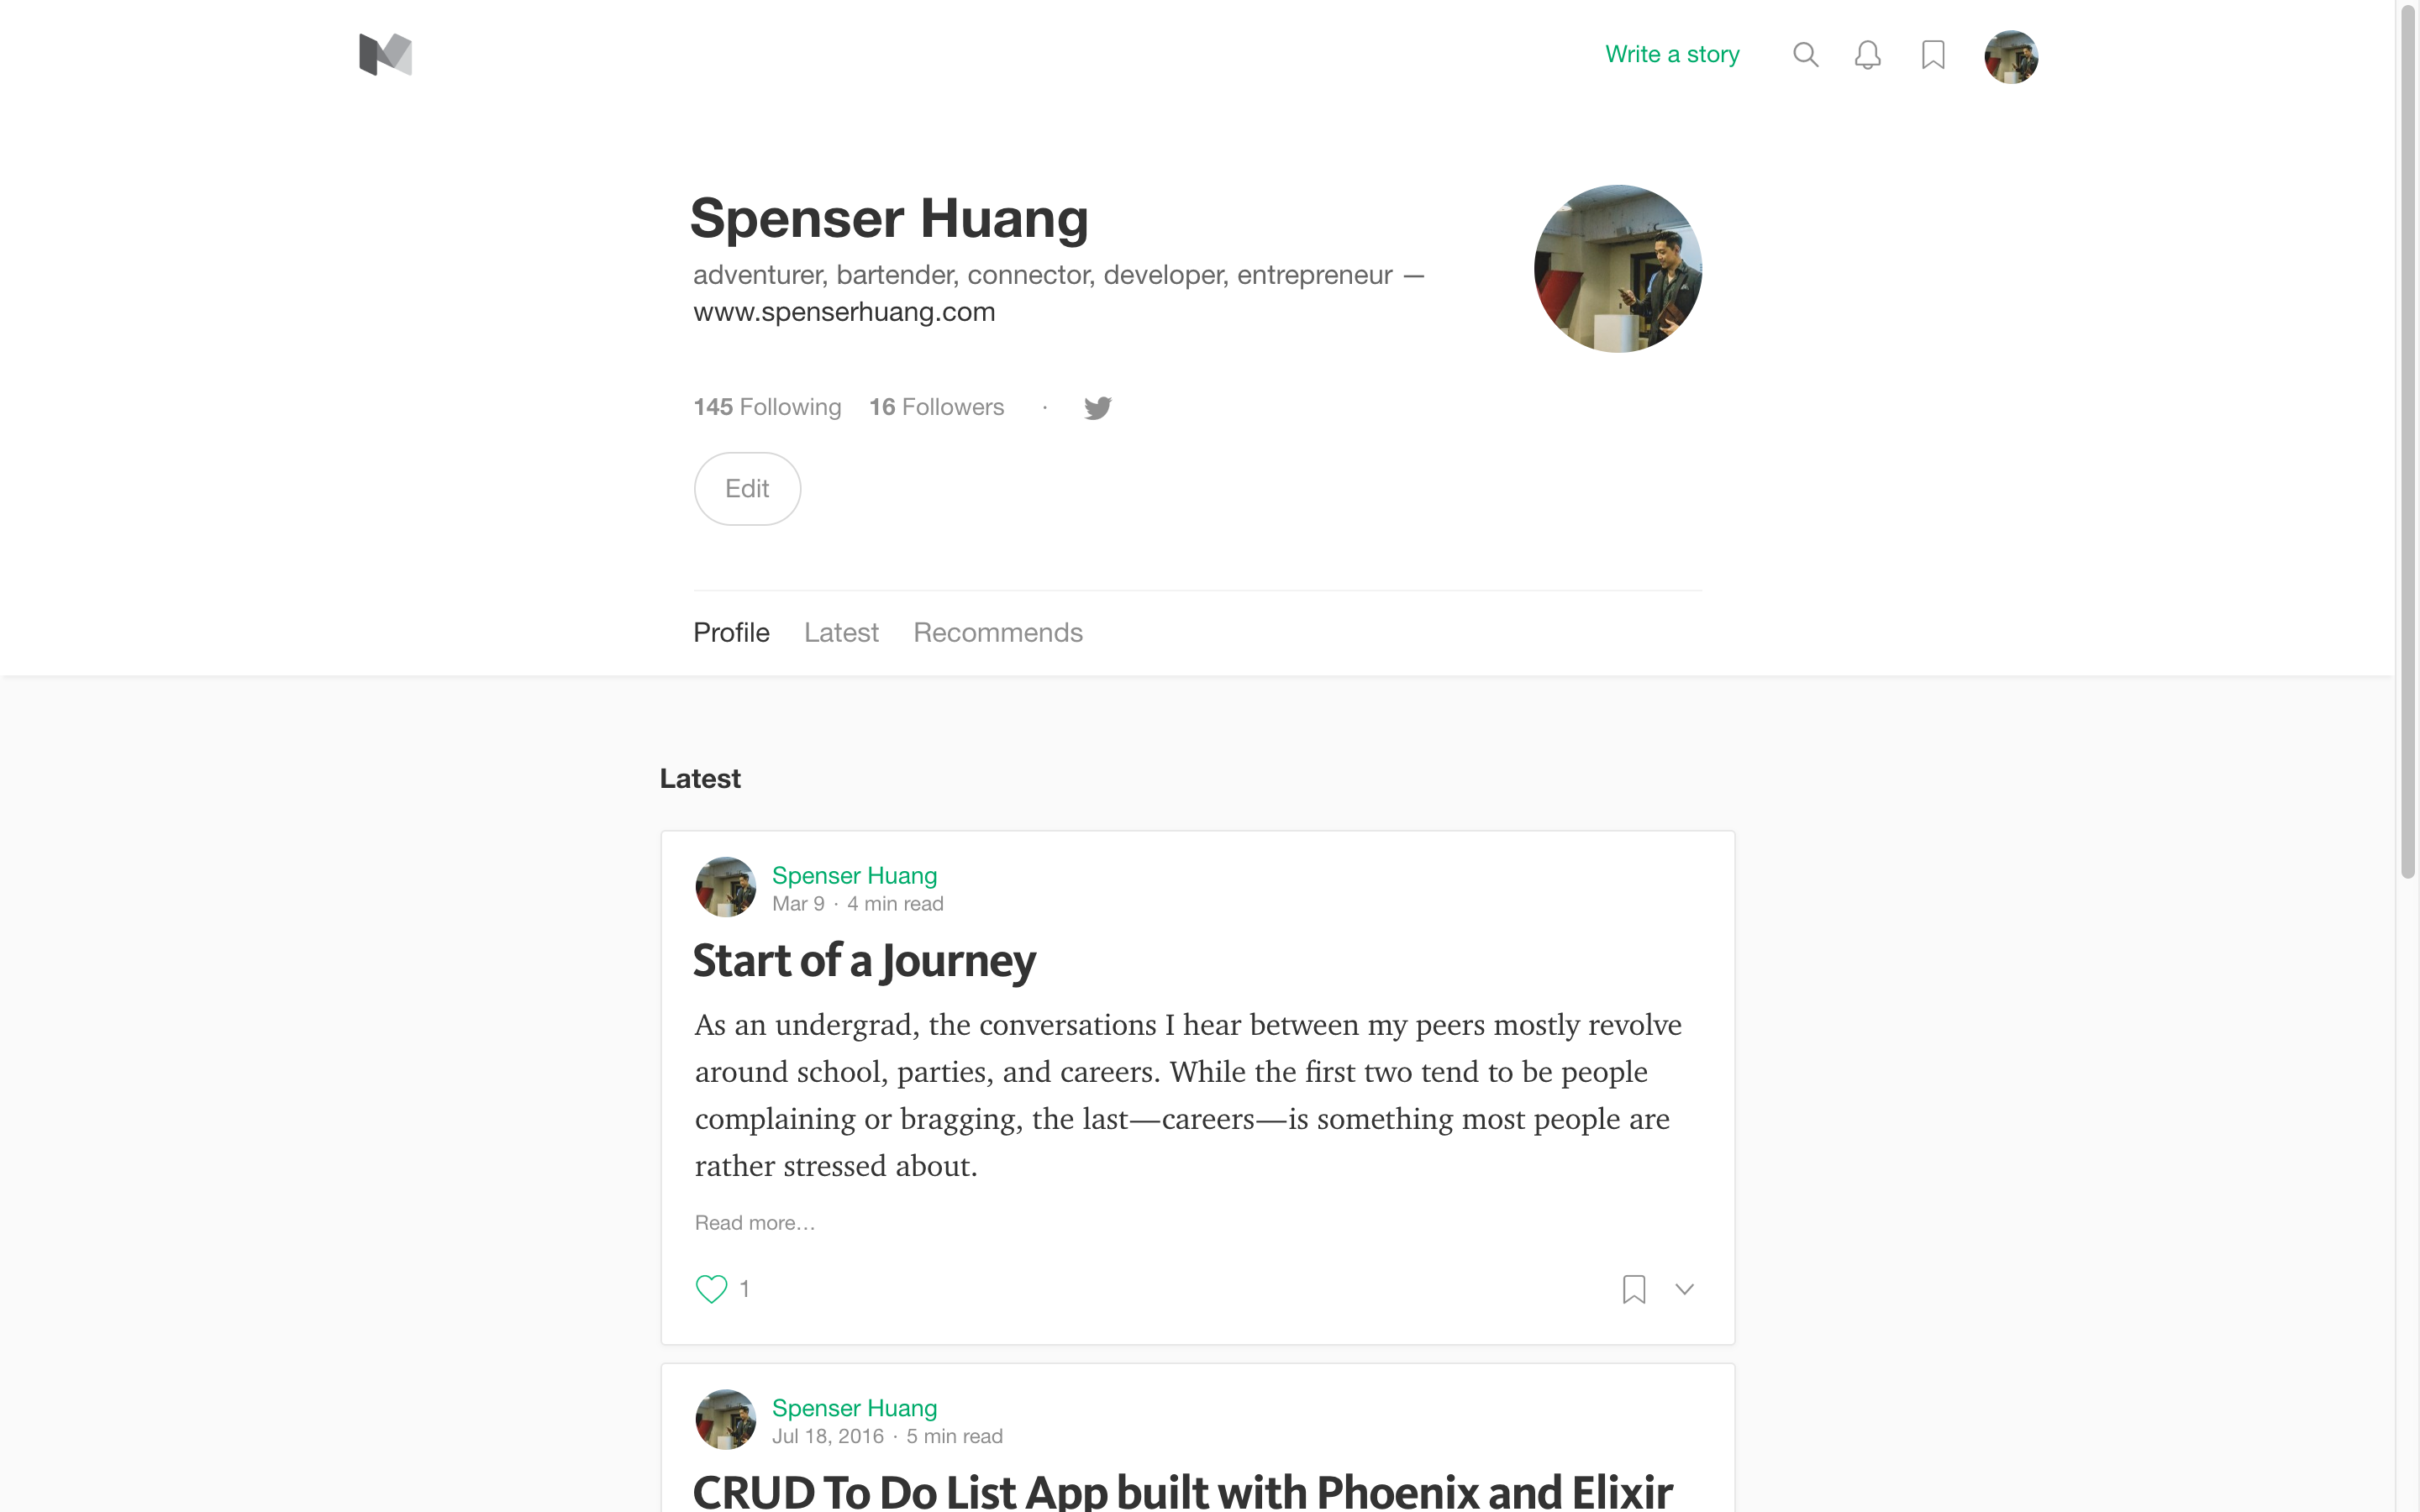 Write a story
Spenser Huang
adventurer, bartender, connector, developer, entrepreneur —
www.spenserhuang.com
145 Following 16 Followers ·
Edit
Profile Latest Recommends
Latest
Spenser Huang
Mar 9 · 4 min read
Start of a Journey
As an undergrad, the conversations I hear between my peers mostly revolve
around school, parties, and careers. While the first two tend to be people
complaining or bragging, the last—careers—is something most people are
rather stressed about.
Read more…
1
Spenser Huang
Jul 18, 2016 · 5 min read
CRUD To Do List App built with Phoenix and Elixir